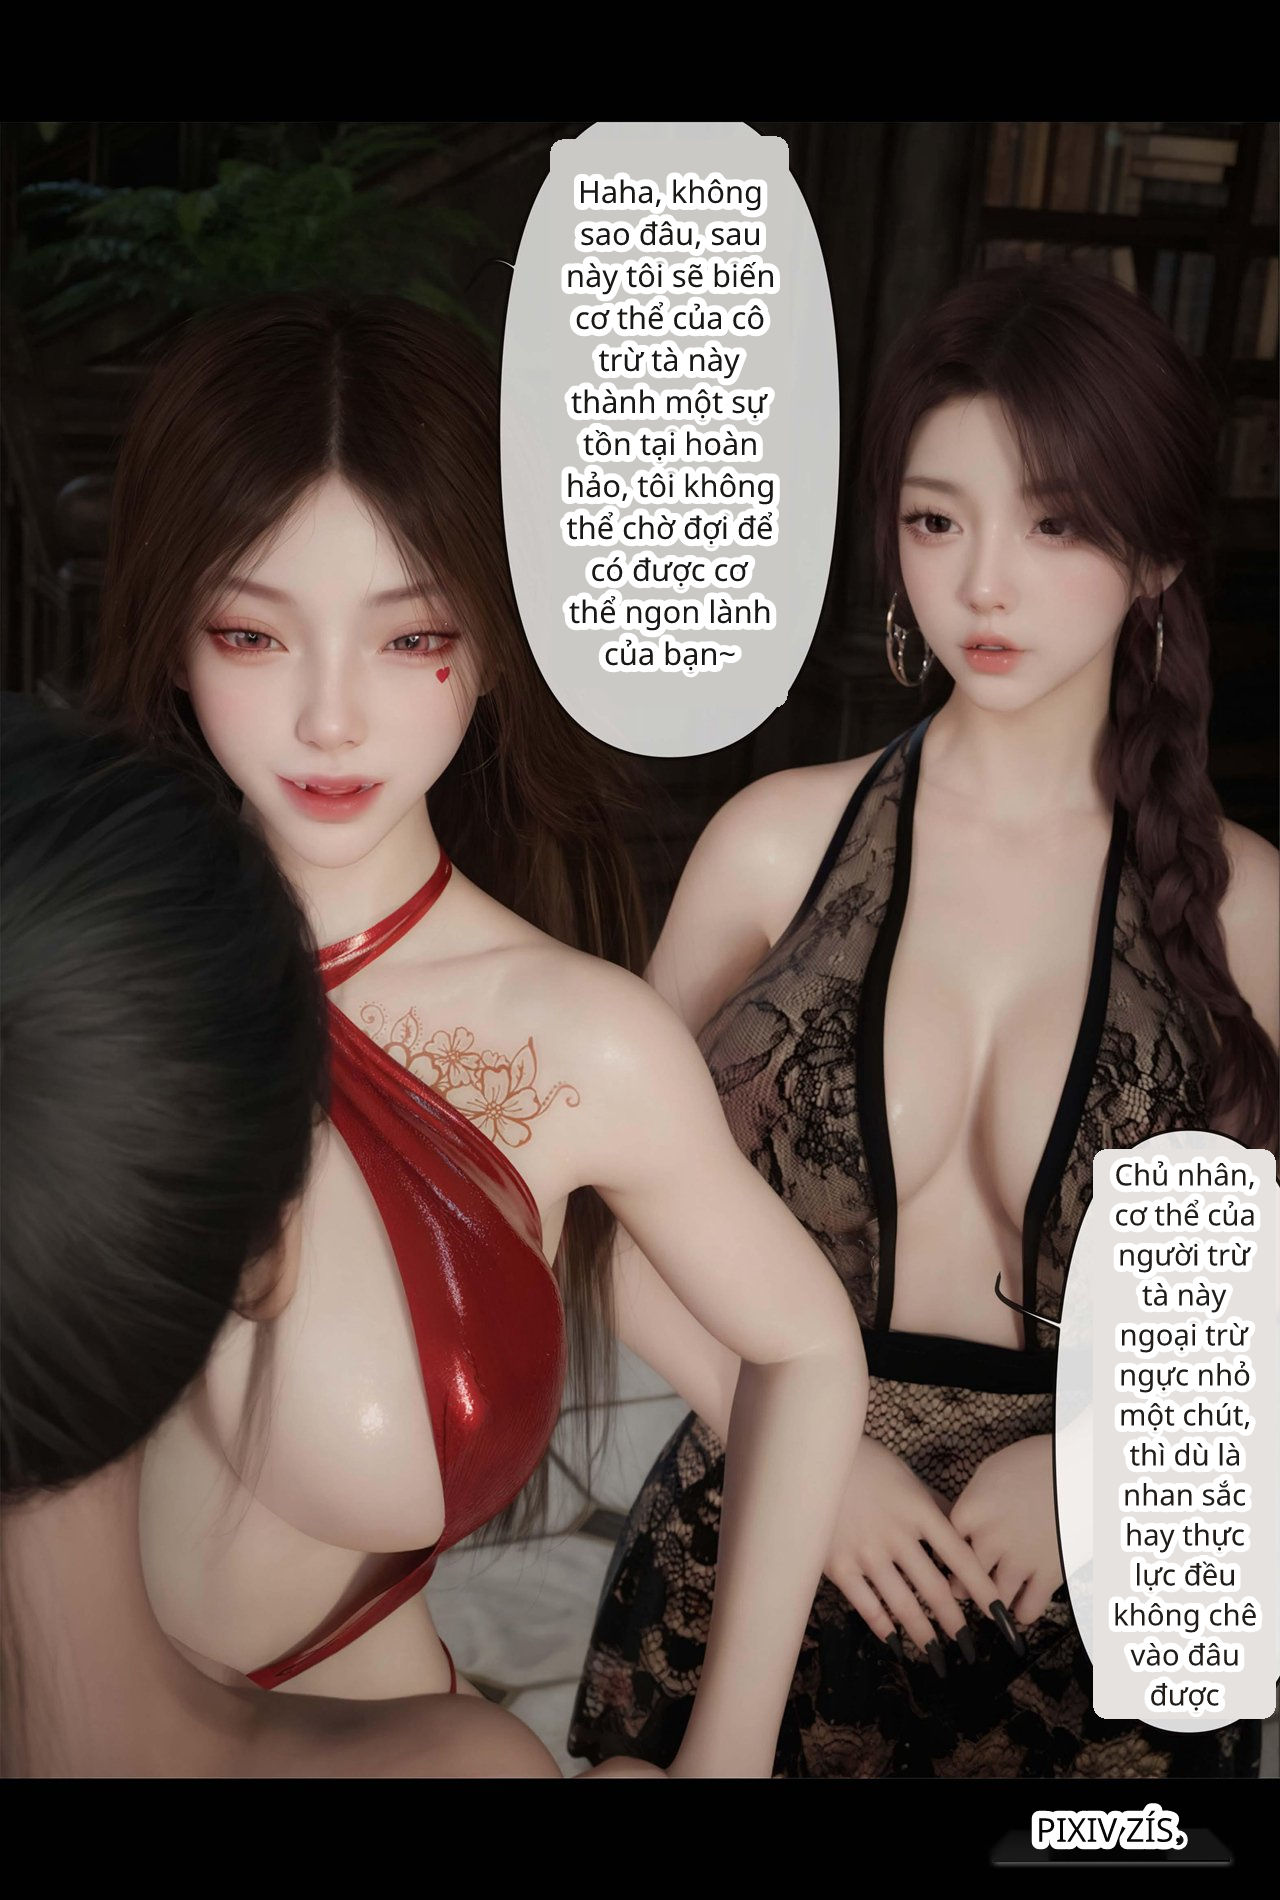 Haha, không
sao đâu, sau
này tôi sẽ biến
cơ thể của cô
trừ tà này
thành một sự
tồn tại hoàn
hảo, tôi không
thể chờ đợi để
có được cơ
thể ngon lành
của bạn~
Chủ nhân,
cơ thể của
người trừ
tà này
ngoại trừ
ngực nhỏ
một chút,
thì dù là
nhan sắc
hay thực
lực đều
không chê
vào đâu
được
PIXIV ZÍS,